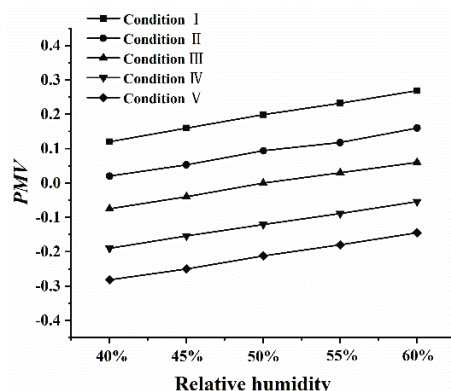 Condition Ⅰ
Condition Ⅱ
Condition Ⅲ
Condition Ⅳ
Condition Ⅴ
0.4
0.3
0.2
0.1
0.0
-0.1
-0.2
-0.3
-0.4
PMV
40% 45% 50% 55% 60%
Relative humidity